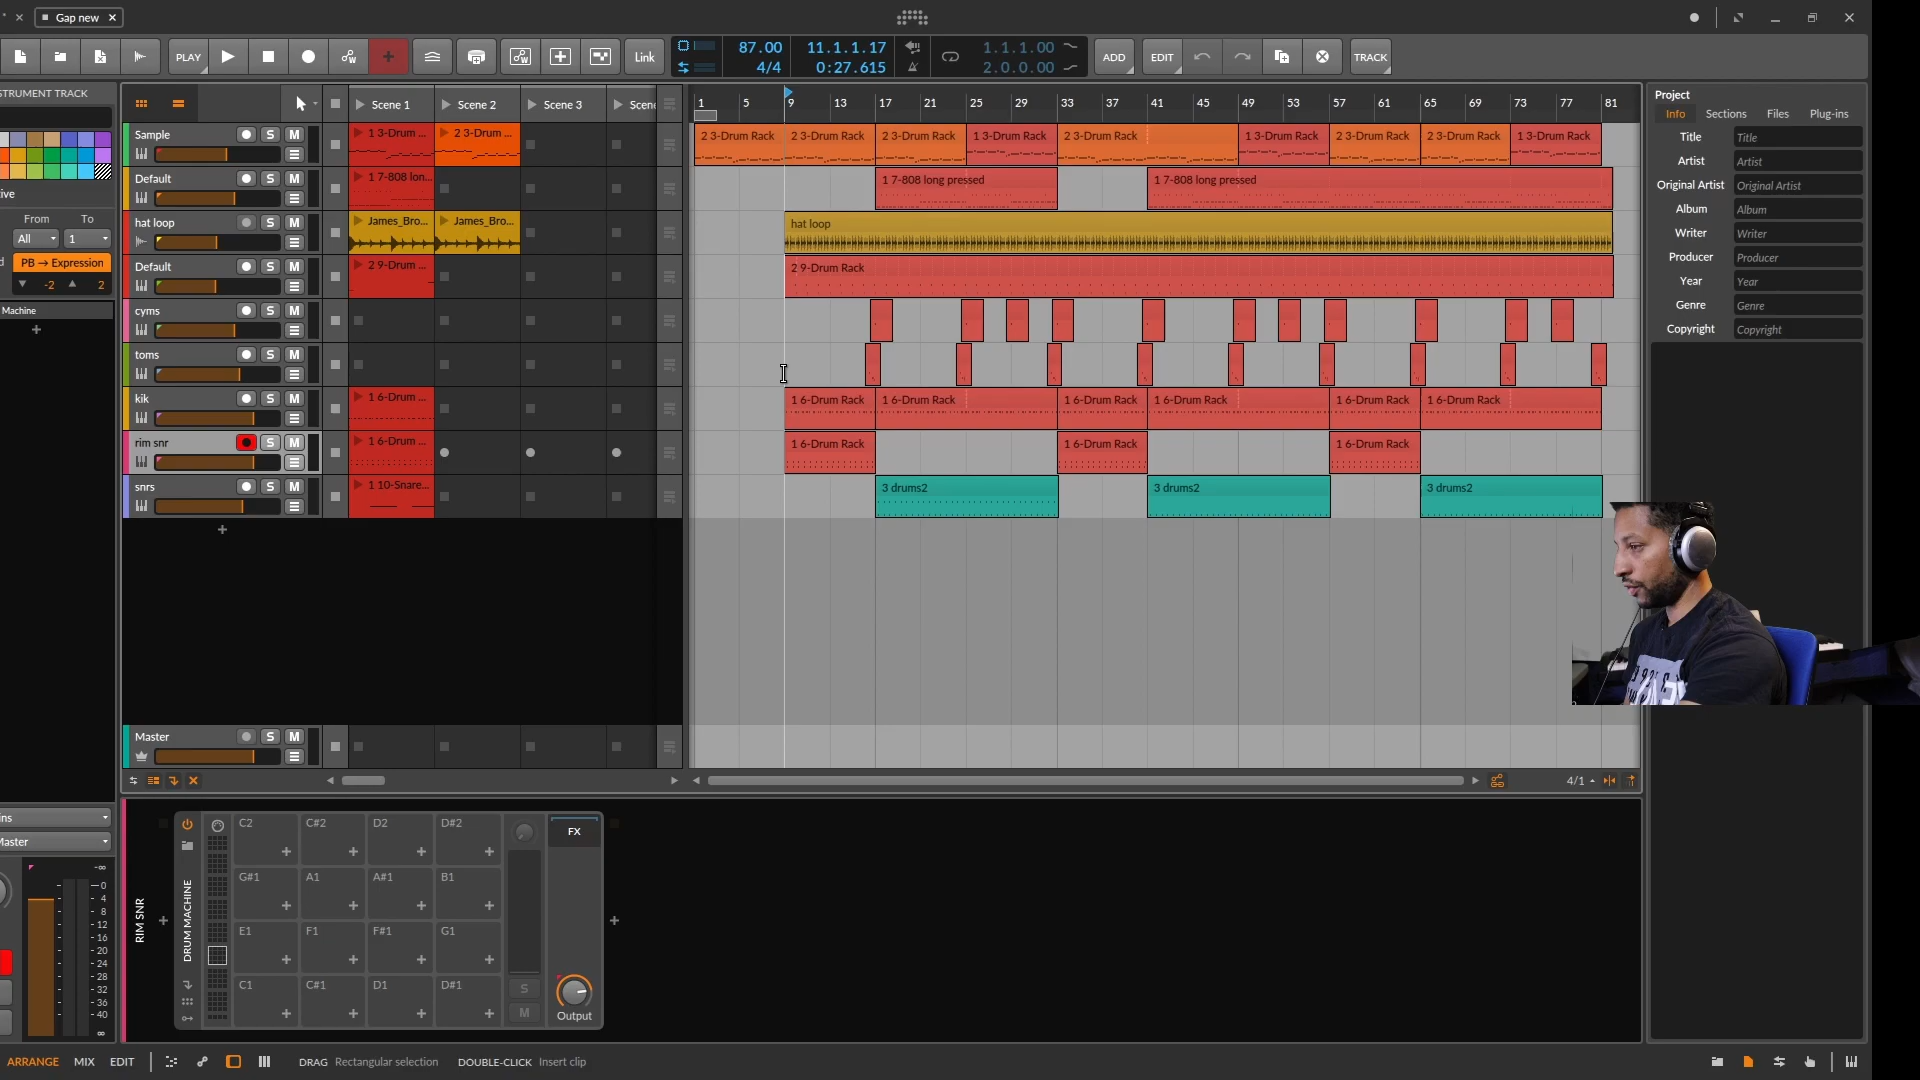 Gap new
PLAY
Link
87.00
4/4
11.1.1.17
0:27.615
1.1.1.00
2.0.0.00
ADD
EDIT
TRACK
STRUMENT TRACK
From
To
All
1
PB → Expression
-2
2
Machine
Scene 1
Scene 2
Scene 3
Scene
1 5 9 13 17 21 25 29 33 37 41 45 49 53 57 61 65 69 73 77 81
Sample S M
1 3-Drum ...
2 3-Drum ...
2 3-Drum Rack
2 3-Drum Rack
2 3-Drum Rack
1 3-Drum Rack
2 3-Drum Rack
1 3-Drum Rack
2 3-Drum Rack
2 3-Drum Rack
1 3-Drum Rack
Default S M
1 7-808 lon...
1 7-808 long pressed
1 7-808 long pressed
hat loop S M
James_Bro...
James_Bro...
hat loop
Default S M
2 9-Drum ...
2 9-Drum Rack
cyms S M
toms S M
kik S M
1 6-Drum ...
1 6-Drum Rack
1 6-Drum Rack
1 6-Drum Rack
1 6-Drum Rack
1 6-Drum Rack
1 6-Drum Rack
rim snr S M
1 6-Drum ...
1 6-Drum Rack
1 6-Drum Rack
1 6-Drum Rack
snrs S M
1 10-Snare...
3 drums2
3 drums2
3 drums2
Master S M
4/1
Project
Info
Sections
Files
Plug-ins
Title Title
Artist Artist
Original Artist Original Artist
Album Album
Writer Writer
Producer Producer
Year Year
Genre Genre
Copyright Copyright
ins
Master
-∞
0
4
8
12
16
20
24
28
32
36
40
∞
RIM SNR
DRUM MACHINE
C2 C#2 D2 D#2
G#1 A1 A#1 B1
E1 F1 F#1 G1
C1 C#1 D1 D#1
S
M
FX
Output
ARRANGE MIX EDIT
DRAG Rectangular selection DOUBLE-CLICK Insert clip